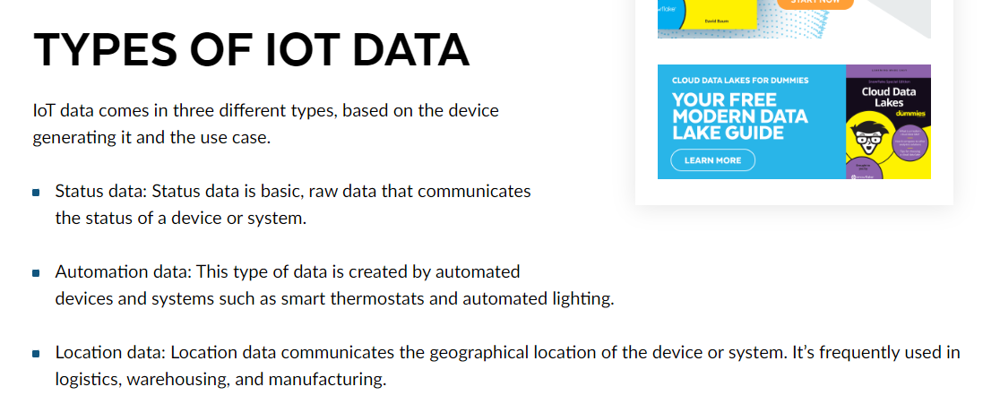 TYPES OF IOT DATA
IoT data comes in three different types, based on the device
generating it and the use case.
Status data: Status data is basic, raw data that communicates
the status of a device or system.
Automation data: This type of data is created by automated
devices and systems such as smart thermostats and automated lighting.
Location data: Location data communicates the geographical location of the device or system. It’s frequently used in
logistics, warehousing, and manufacturing.
David Baum
START NOW
CLOUD DATA LAKES FOR DUMMIES
YOUR FREE
MODERN DATA
LAKE GUIDE
LEARN MORE
Cloud Data
Lakes
dummies